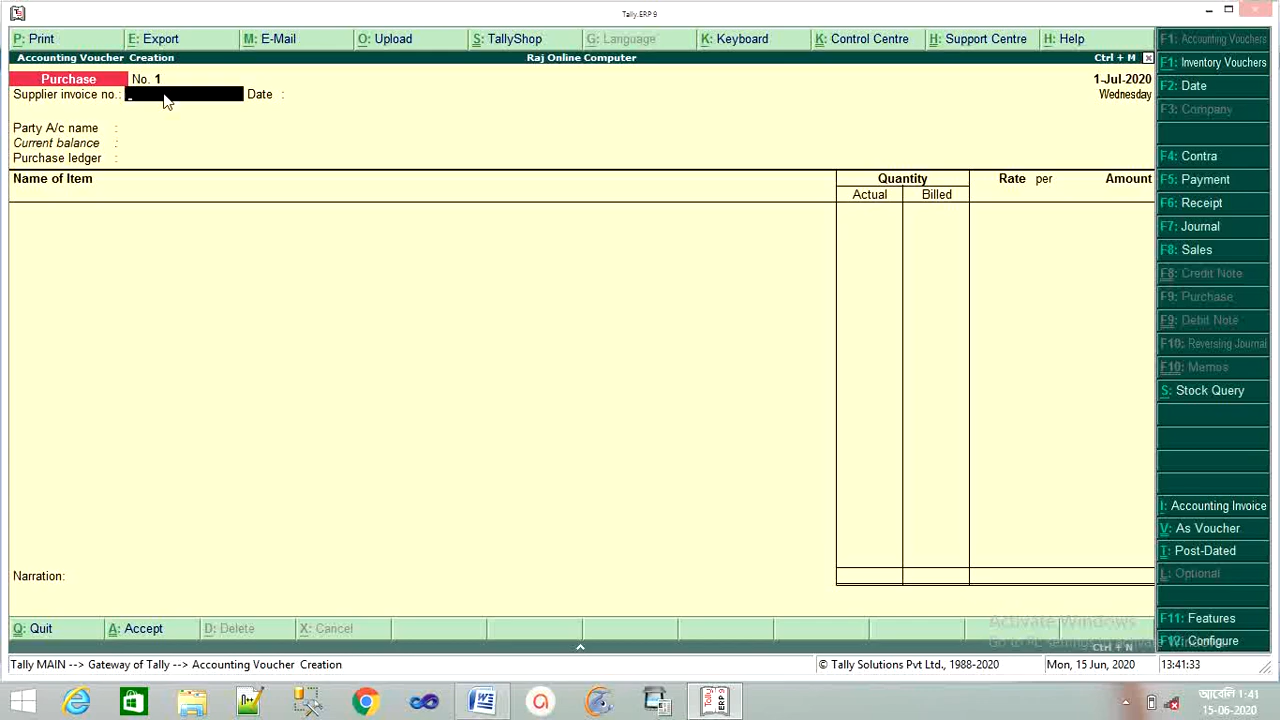 Tally.ERP 9
P: Print E: Export M: E-Mail O: Upload S: TallyShop G: Language K: Keyboard K: Control Centre H: Support Centre H: Help
Accounting Voucher Creation Raj Online Computer Ctrl + M
Purchase No. 1 1-Jul-2020
Supplier invoice no.: Date : Wednesday
Party A/c name :
Current balance :
Purchase ledger :
Name of Item Quantity Rate per Amount
Actual Billed
Narration:
F1: Accounting Vouchers
F1: Inventory Vouchers
F2: Date
F3: Company
F4: Contra
F5: Payment
F6: Receipt
F7: Journal
F8: Sales
F8: Credit Note
F9: Purchase
F9: Debit Note
F10: Reversing Journal
F10: Memos
S: Stock Query
I: Accounting Invoice
V: As Voucher
T: Post-Dated
L: Optional
F11: Features
F12: Configure
Activate Windows
Q: Quit A: Accept D: Delete X: Cancel
Ctrl + N
Tally MAIN --> Gateway of Tally --> Accounting Voucher Creation © Tally Solutions Pvt Ltd., 1988-2020 Mon, 15 Jun, 2020 13:41:33
1:41
15-06-2020